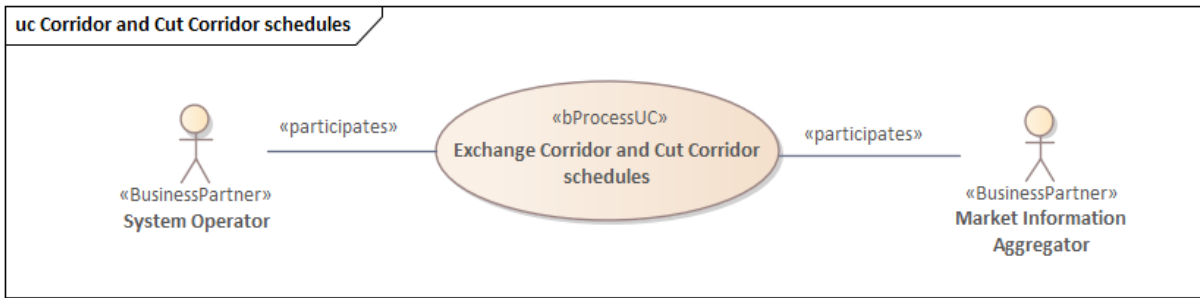 uc Corridor and Cut Corridor schedules
«participates»
«bProcessUC»
Exchange Corridor and Cut Corridor
schedules
«participates»
«BusinessPartner»
System Operator
«BusinessPartner»
Market Information
Aggregator